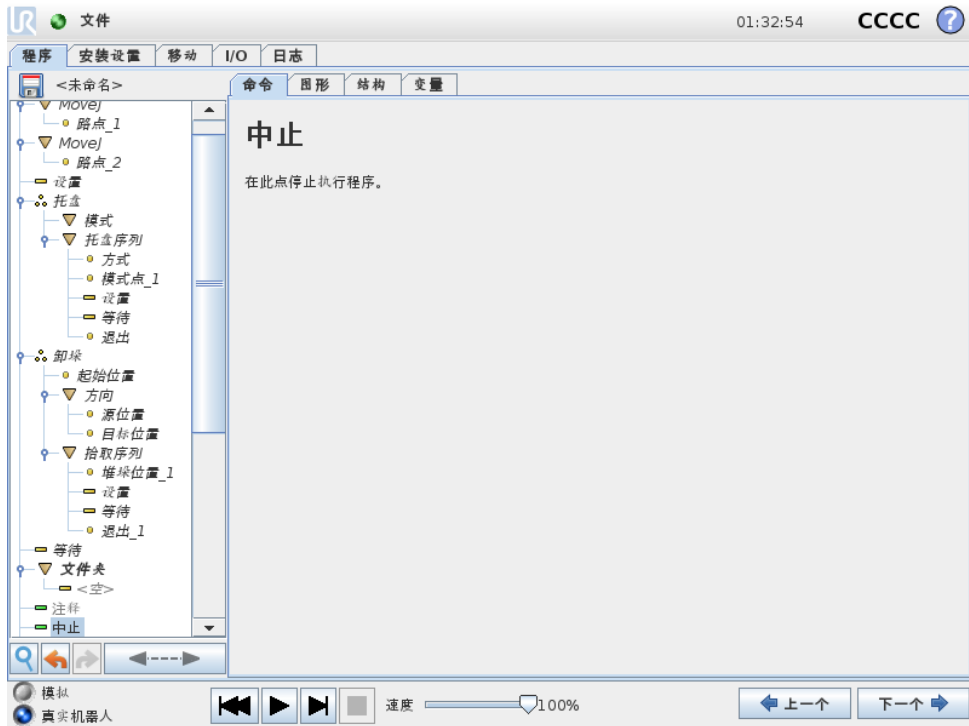 UR 文件 01:32:54 CCCC ?
程序 安装设置 移动 I/O 日志
<未命名> 命令 图形 结构 变量
MoveJ
路点_1
MoveJ
路点_2
设置
托盘
模式
托盘序列
方式
模式点_1
设置
等待
退出
卸垛
起始位置
方向
源位置
目标位置
拾取序列
堆垛位置_1
设置
等待
退出_1
等待
文件夹
<空>
注释
中止
中止
在此点停止执行程序。
模拟
真实机器人
速度 100%
上一个 下一个